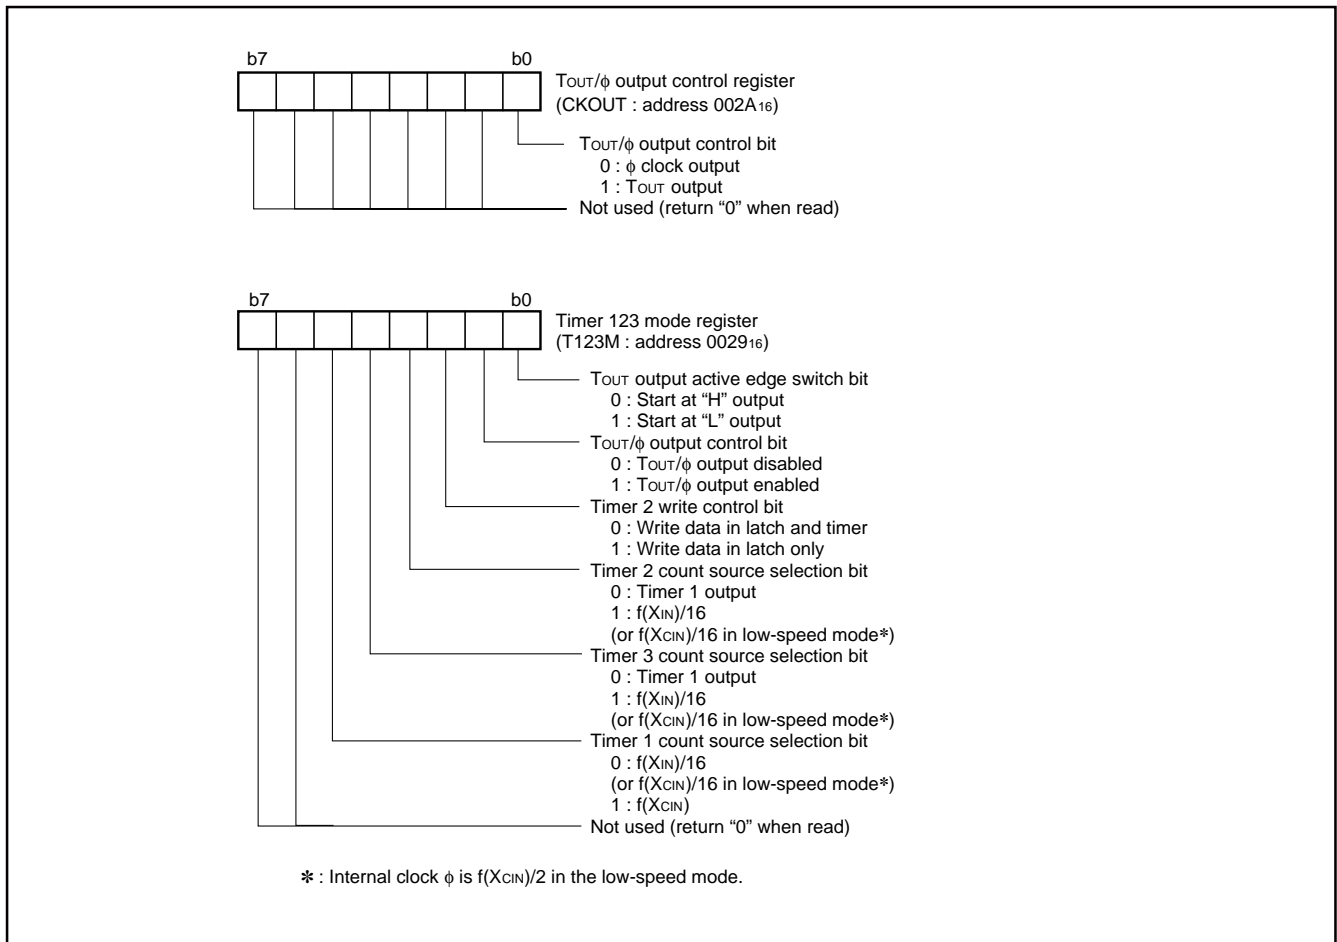 b7 b0
TOUT/ϕ output control register
(CKOUT : address 002A16)
TOUT/ϕ output control bit
0 : ϕ clock output
1 : TOUT output
Not used (return “0” when read)
b7 b0
Timer 123 mode register
(T123M : address 002916)
TOUT output active edge switch bit
0 : Start at “H” output
1 : Start at “L” output
TOUT/ϕ output control bit
0 : TOUT/ϕ output disabled
1 : TOUT/ϕ output enabled
Timer 2 write control bit
0 : Write data in latch and timer
1 : Write data in latch only
Timer 2 count source selection bit
0 : Timer 1 output
1 : f(XIN)/16
(or f(XCIN)/16 in low-speed mode*)
Timer 3 count source selection bit
0 : Timer 1 output
1 : f(XIN)/16
(or f(XCIN)/16 in low-speed mode*)
Timer 1 count source selection bit
0 : f(XIN)/16
(or f(XCIN)/16 in low-speed mode*)
1 : f(XCIN)
Not used (return “0” when read)
* : Internal clock ϕ is f(XCIN)/2 in the low-speed mode.